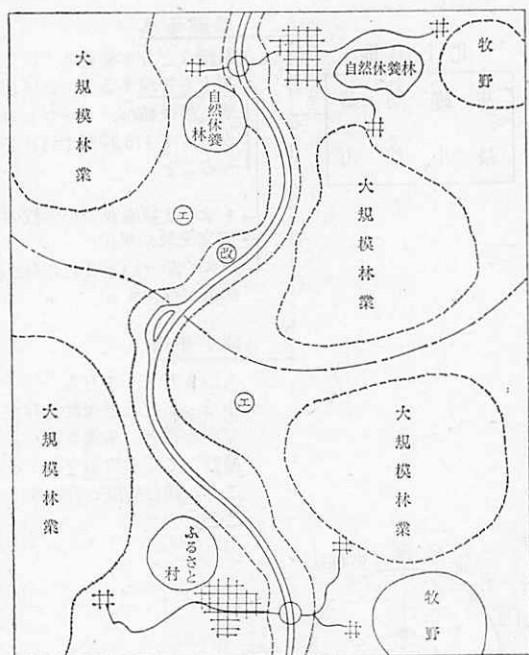 牧野
自然休養林
大規模林業
自然休養林
大規模林業
エ
改
エ
大規模林業
大規模林業
ふるさと村
牧野